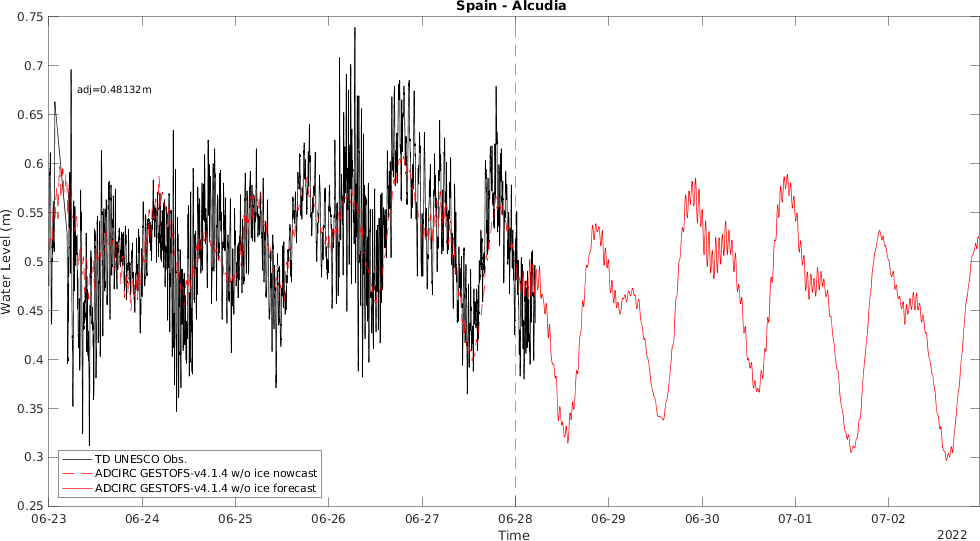 Spain - Alcudia
0.75
0.7
0.65
0.6
0.55
0.5
0.45
0.4
0.35
0.3
0.25
Water Level (m)
adj=0.48132m
TD UNESCO Obs.
ADCIRC GESTOFS-v4.1.4 w/o ice nowcast
ADCIRC GESTOFS-v4.1.4 w/o ice forecast
06-23 06-24 06-25 06-26 06-27 06-28 06-29 06-30 07-01 07-02
Time
2022